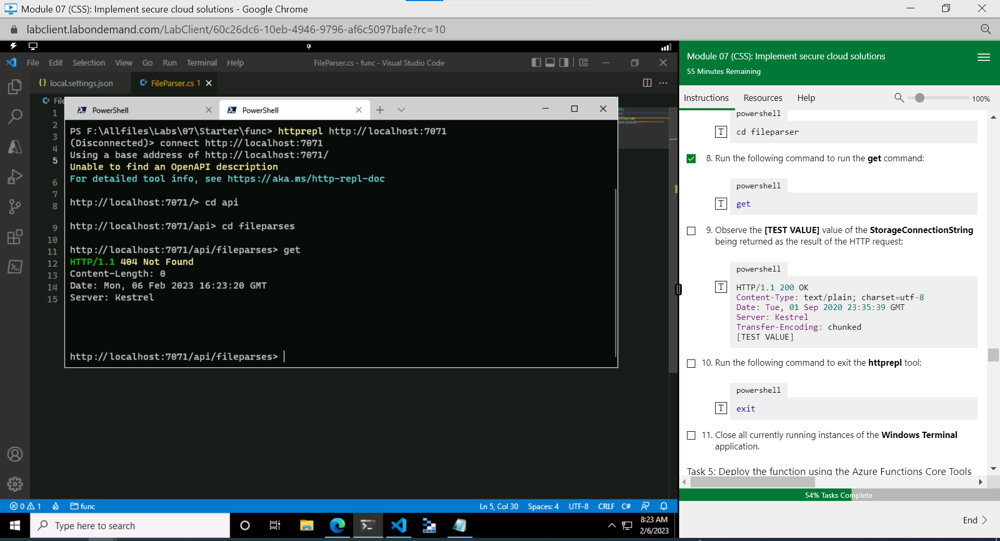 Module 07 (CSS): Implement secure cloud solutions - Google Chrome
labclient.labondemand.com/LabClient/60c26dc6-10eb-4946-9796-af6c5097bafe?rc=10
File Edit Selection View Go Run Terminal Help
FileParser.cs - func - Visual Studio Code
{} local.settings.json
C# FileParser.cs 1
C# File
1
2
3
4
5
6
7
8
9
10
11
12
13
14
15
PowerShell
PowerShell
PS F:\Allfiles\Labs\07\Starter\func> httprepl http://localhost:7071
(Disconnected)> connect http://localhost:7071
Using a base address of http://localhost:7071/
Unable to find an OpenAPI description
For detailed tool info, see https://aka.ms/http-repl-doc
http://localhost:7071/> cd api
http://localhost:7071/api> cd fileparses
http://localhost:7071/api/fileparses> get
HTTP/1.1 404 Not Found
Content-Length: 0
Date: Mon, 06 Feb 2023 16:23:20 GMT
Server: Kestrel
http://localhost:7071/api/fileparses>
0 1 func
Ln 5, Col 30 Spaces: 4 UTF-8 CRLF C#
Type here to search
8:23 AM
2/6/2023
Module 07 (CSS): Implement secure cloud solutions
55 Minutes Remaining
Instructions Resources Help 100%
powershell
T cd fileparser
8. Run the following command to run the get command:
powershell
T get
9. Observe the [TEST VALUE] value of the StorageConnectionString
being returned as the result of the HTTP request:
powershell
T HTTP/1.1 200 OK
Content-Type: text/plain; charset=utf-8
Date: Tue, 01 Sep 2020 23:35:39 GMT
Server: Kestrel
Transfer-Encoding: chunked
[TEST VALUE]
10. Run the following command to exit the httprepl tool:
powershell
T exit
11. Close all currently running instances of the Windows Terminal
application.
Task 5: Deploy the function using the Azure Functions Core Tools
54% Tasks Complete
End